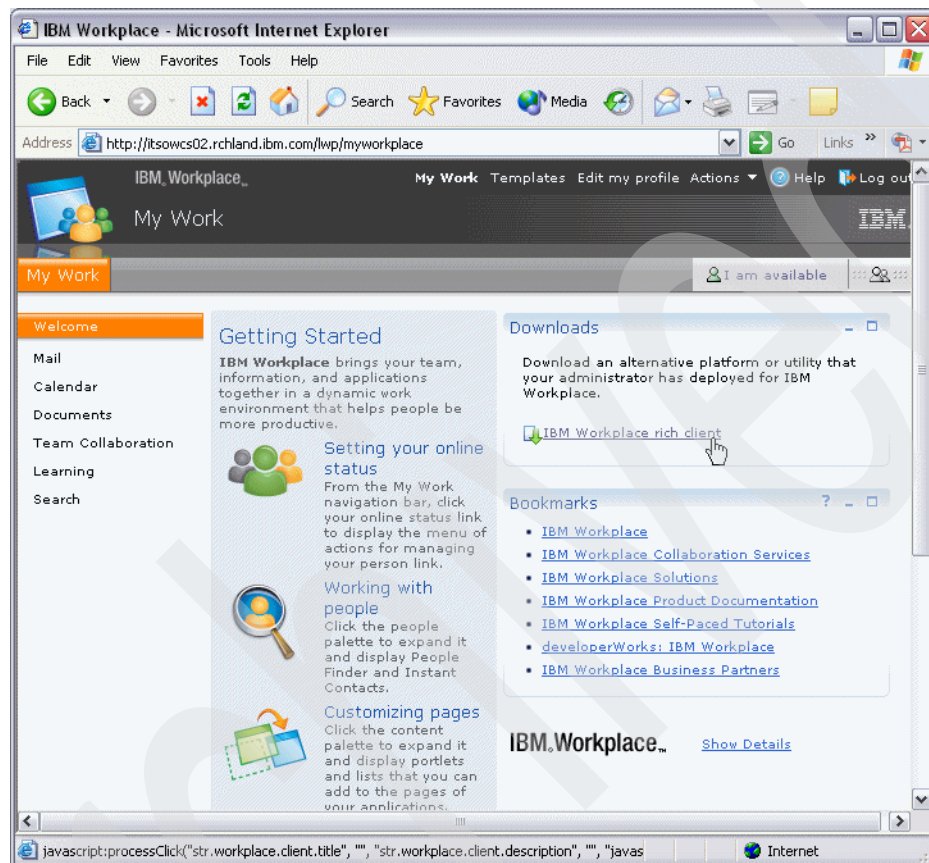 IBM Workplace - Microsoft Internet Explorer
File Edit View Favorites Tools Help
Back Search Favorites Media
Address http://itsowcs02.rchland.ibm.com/lwp/myworkplace Go Links »
IBM® Workplace™ My Work Templates Edit my profile Actions Help Log out
My Work IBM.
My Work I am available
Welcome
Mail
Calendar
Documents
Team Collaboration
Learning
Search
Getting Started
IBM Workplace brings your team,
information, and applications
together in a dynamic work
environment that helps people be
more productive.
Setting your online
status
From the My Work
navigation bar, click
your online status link
to display the menu of
actions for managing
your person link.
Working with
people
Click the people
palette to expand it
and display People
Finder and Instant
Contacts.
Customizing pages
Click the content
palette to expand it
and display portlets
and lists that you can
add to the pages of
your applications.
Downloads
Download an alternative platform or utility that
your administrator has deployed for IBM
Workplace.
IBM Workplace rich client
Bookmarks ?
IBM Workplace
IBM Workplace Collaboration Services
IBM Workplace Solutions
IBM Workplace Product Documentation
IBM Workplace Self-Paced Tutorials
developerWorks: IBM Workplace
IBM Workplace Business Partners
IBM® Workplace™ Show Details
javascript:processClick("str.workplace.client.title", "", "str.workplace.client.description", "", "javas Internet